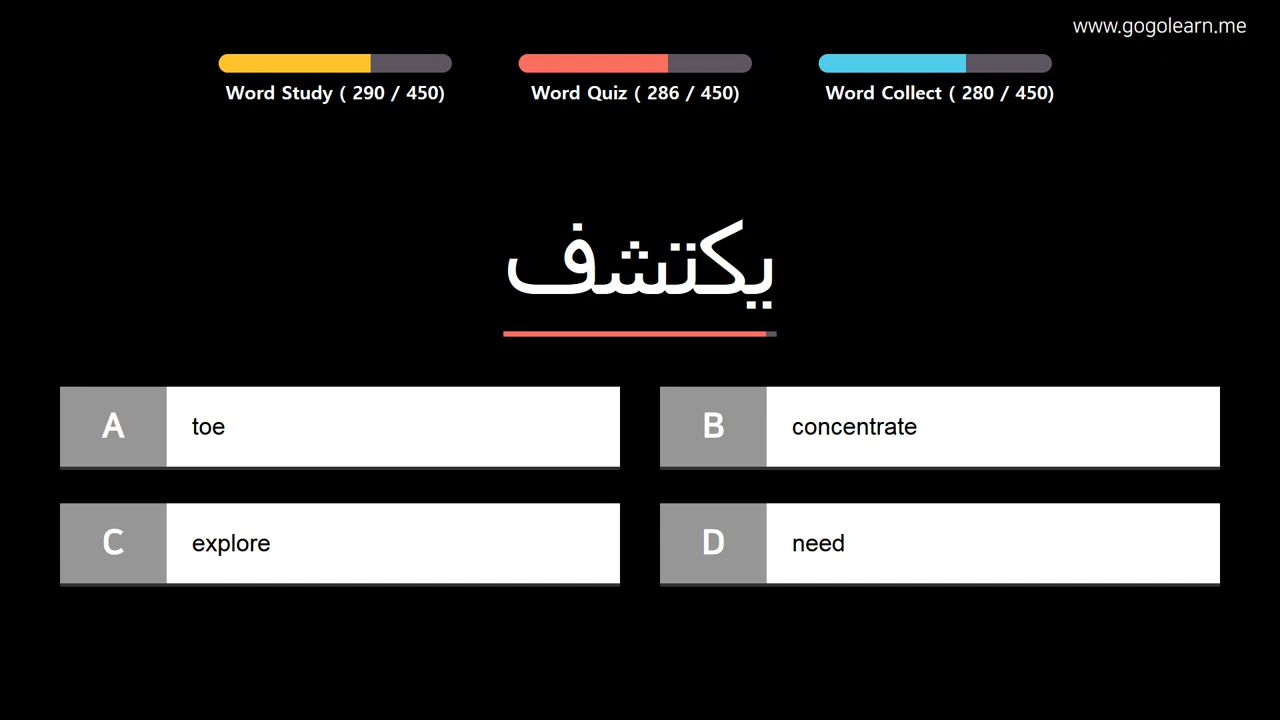 www.gogolearn.me
Word Study ( 290 / 450)
Word Quiz ( 286 / 450)
Word Collect ( 280 / 450)
يكتشف
A toe
B concentrate
C explore
D need